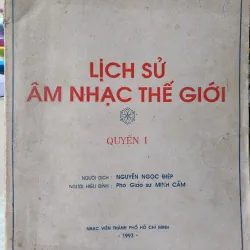 LỊCH SỬ
ÂM NHẠC THẾ GIỚI
QUYỂN I
NGƯỜI DỊCH : NGUYỄN NGỌC ĐIỆP
NGƯỜI HIỆU ĐÍNH : Phó Giáo sư MINH CẦM
NHẠC VIỆN THÀNH PHỐ HỒ CHÍ MINH
- 1993 -